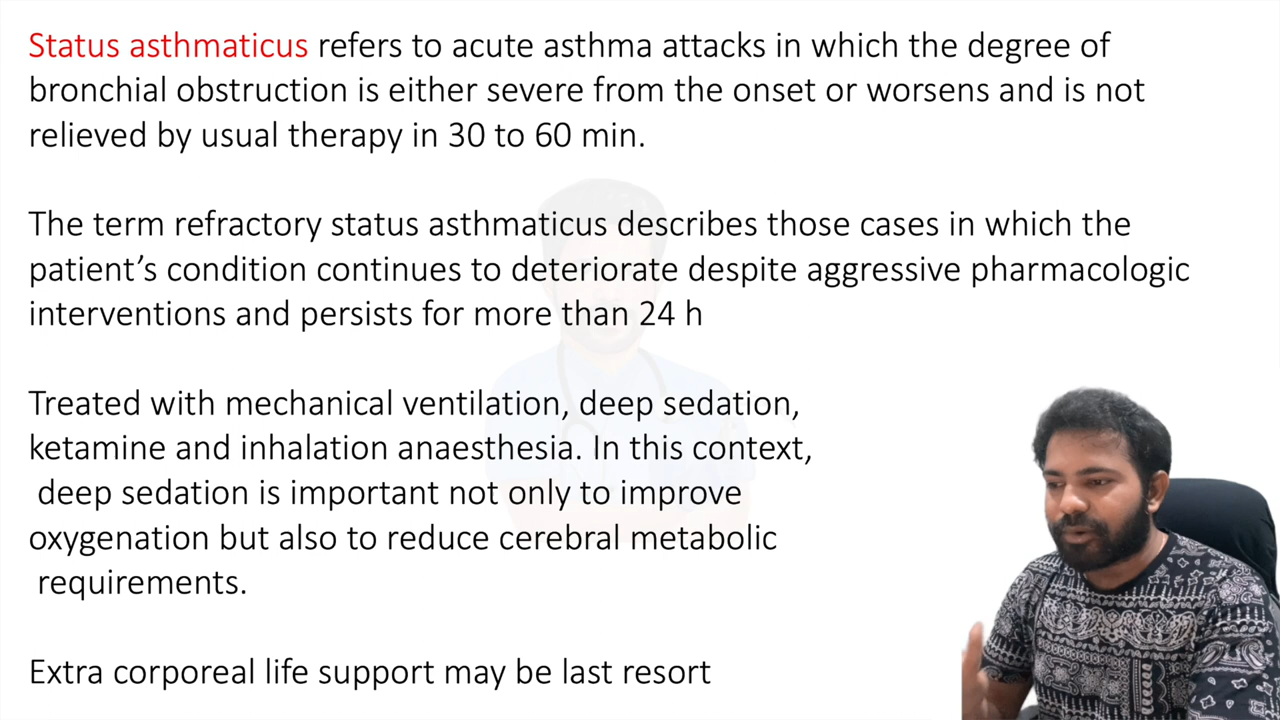 Status asthmaticus refers to acute asthma attacks in which the degree of
bronchial obstruction is either severe from the onset or worsens and is not
relieved by usual therapy in 30 to 60 min.
The term refractory status asthmaticus describes those cases in which the
patient’s condition continues to deteriorate despite aggressive pharmacologic
interventions and persists for more than 24 h
Treated with mechanical ventilation, deep sedation,
ketamine and inhalation anaesthesia. In this context,
deep sedation is important not only to improve
oxygenation but also to reduce cerebral metabolic
requirements.
Extra corporeal life support may be last resort